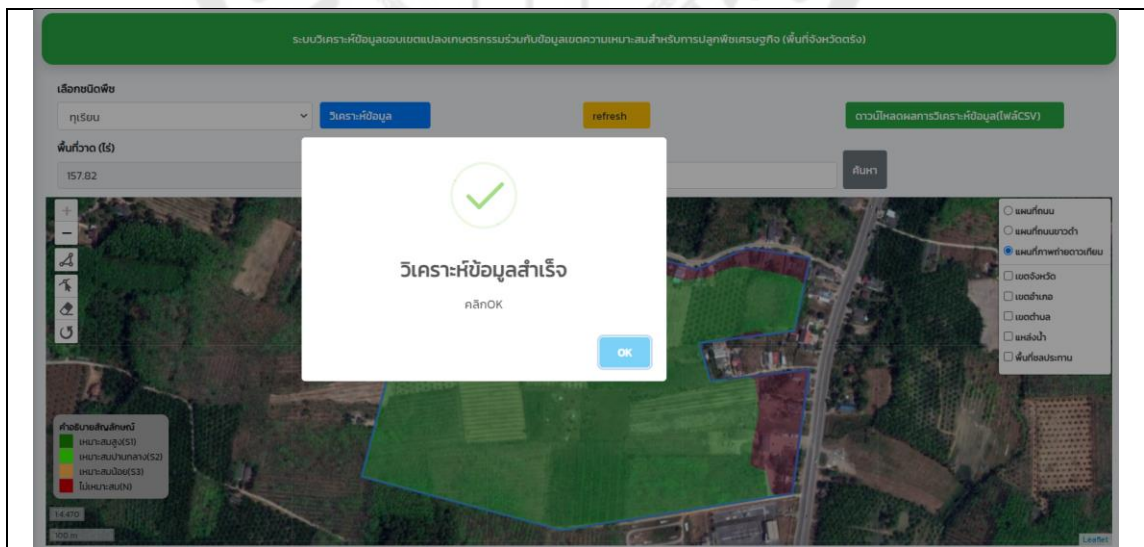 ระบบวิเคราะห์ข้อมูลขอบเขตแปลงเกษตรกรรมร่วมกับข้อมูลเขตความเหมาะสมสำหรับการปลูกพืชเศรษฐกิจ (พื้นที่จังหวัดตรัง)
เลือกชนิดพืช
ทุเรียน
วิเคราะห์ข้อมูล
refresh
ดาวน์โหลดผลการวิเคราะห์ข้อมูล(ไฟล์CSV)
พื้นที่วาด (ไร่)
157.82
ค้นหา
วิเคราะห์ข้อมูลสำเร็จ
คลิกOK
OK
+
−
แผนที่ถนน
แผนที่ถนนขาวดำ
แผนที่ภาพถ่ายดาวเทียม
เขตจังหวัด
เขตอำเภอ
เขตตำบล
แหล่งน้ำ
พื้นที่ชลประทาน
คำอธิบายสัญลักษณ์
เหมาะสมสูง(S1)
เหมาะสมปานกลาง(S2)
เหมาะสมน้อย(S3)
ไม่เหมาะสม(N)
100 m
Leaflet